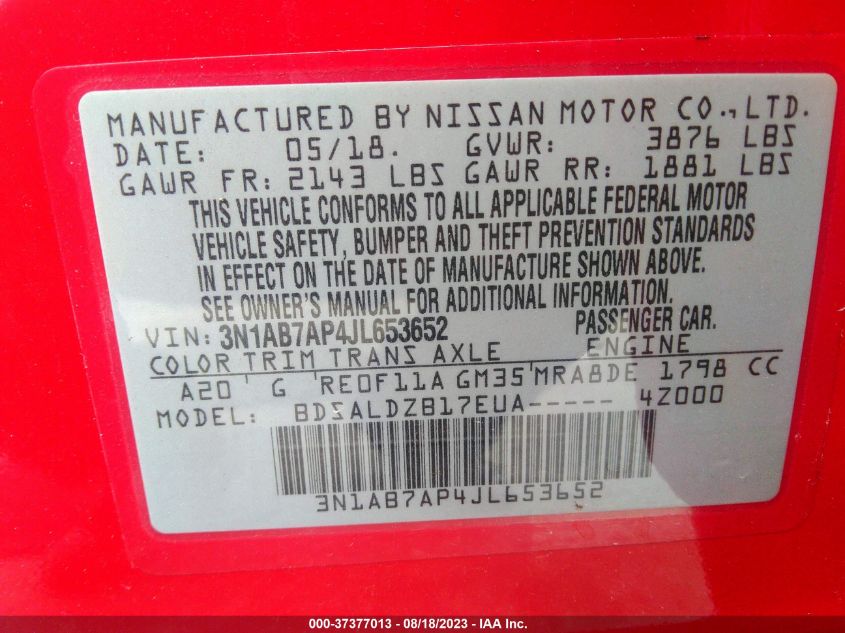 MANUFACTURED BY NISSAN MOTOR CO., LTD.
DATE: 05/18. GVWR: 3876 LBS
GAWR FR: 2143 LBS GAWR RR: 1881 LBS
THIS VEHICLE CONFORMS TO ALL APPLICABLE FEDERAL MOTOR
VEHICLE SAFETY, BUMPER AND THEFT PREVENTION STANDARDS
IN EFFECT ON THE DATE OF MANUFACTURE SHOWN ABOVE.
SEE OWNER'S MANUAL FOR ADDITIONAL INFORMATION.
VIN: 3N1AB7AP4JL653652 PASSENGER CAR.
COLOR TRIM TRANS AXLE ENGINE
A20 G RE0F11A GM35 MRA8DE 1798 CC
MODEL: BDSALDZB17EUA----- 4Z000
3N1AB7AP4JL653652
000-37377013 - 08/18/2023 - IAA Inc.